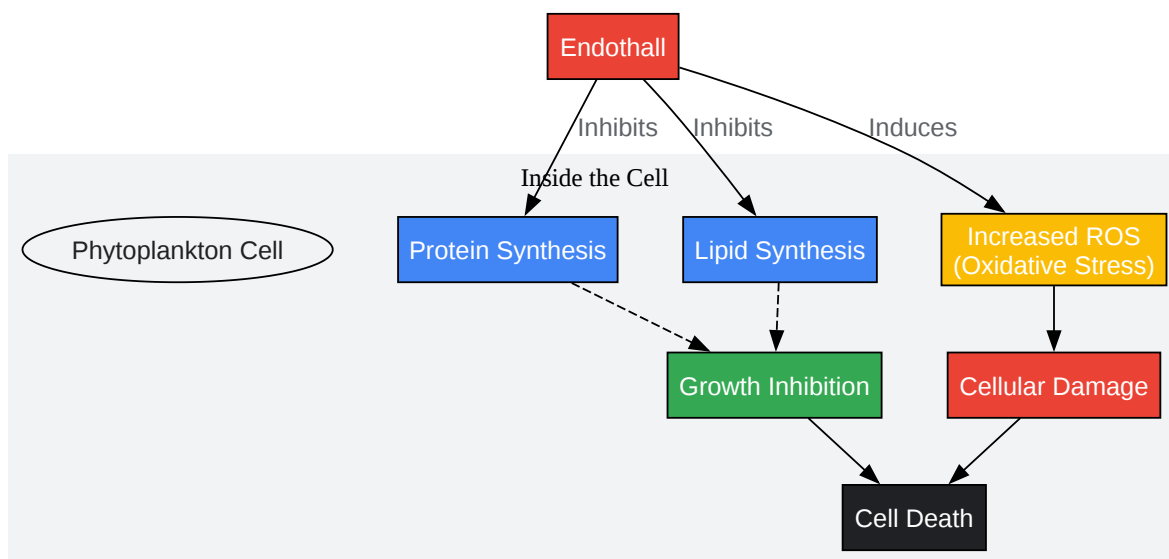 Endothall
Inhibits
Inhibits
Induces
Inside the Cell
Phytoplankton Cell
Protein Synthesis
Lipid Synthesis
Increased ROS
(Oxidative Stress)
Growth Inhibition
Cellular Damage
Cell Death